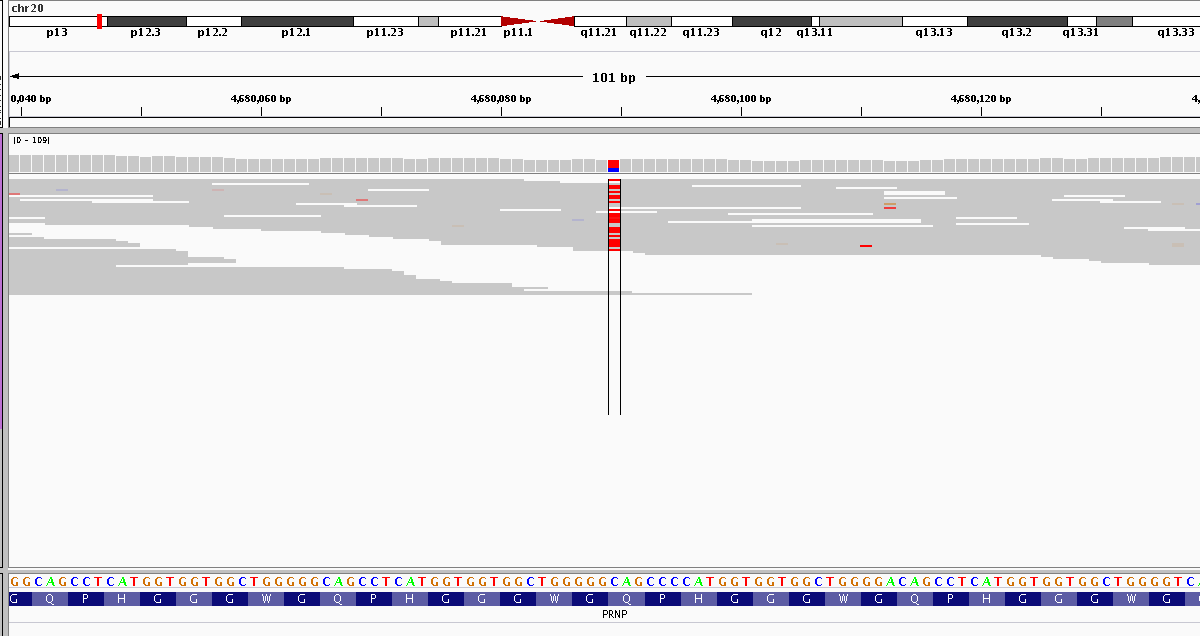 chr20
p13 p12.3 p12.2 p12.1 p11.23 p11.21 p11.1 q11.21 q11.22 q11.23 q12 q13.11 q13.13 q13.2 q13.31 q13.33
101 bp
0,040 bp 4,680,060 bp 4,680,080 bp 4,680,100 bp 4,680,120 bp 4,
[0 - 109]
GGCAGCCTCATGGTGGTGGCTGGGGGCAGCCTCATGGTGGTGGCTGGGGGCAGCCCCATGGTGGTGGCTGGGGACAGCCTCATGGTGGTGGCTGGGGTC
G Q P H G G G W G Q P H G G G W G Q P H G G G W G Q P H G G G W G
PRNP